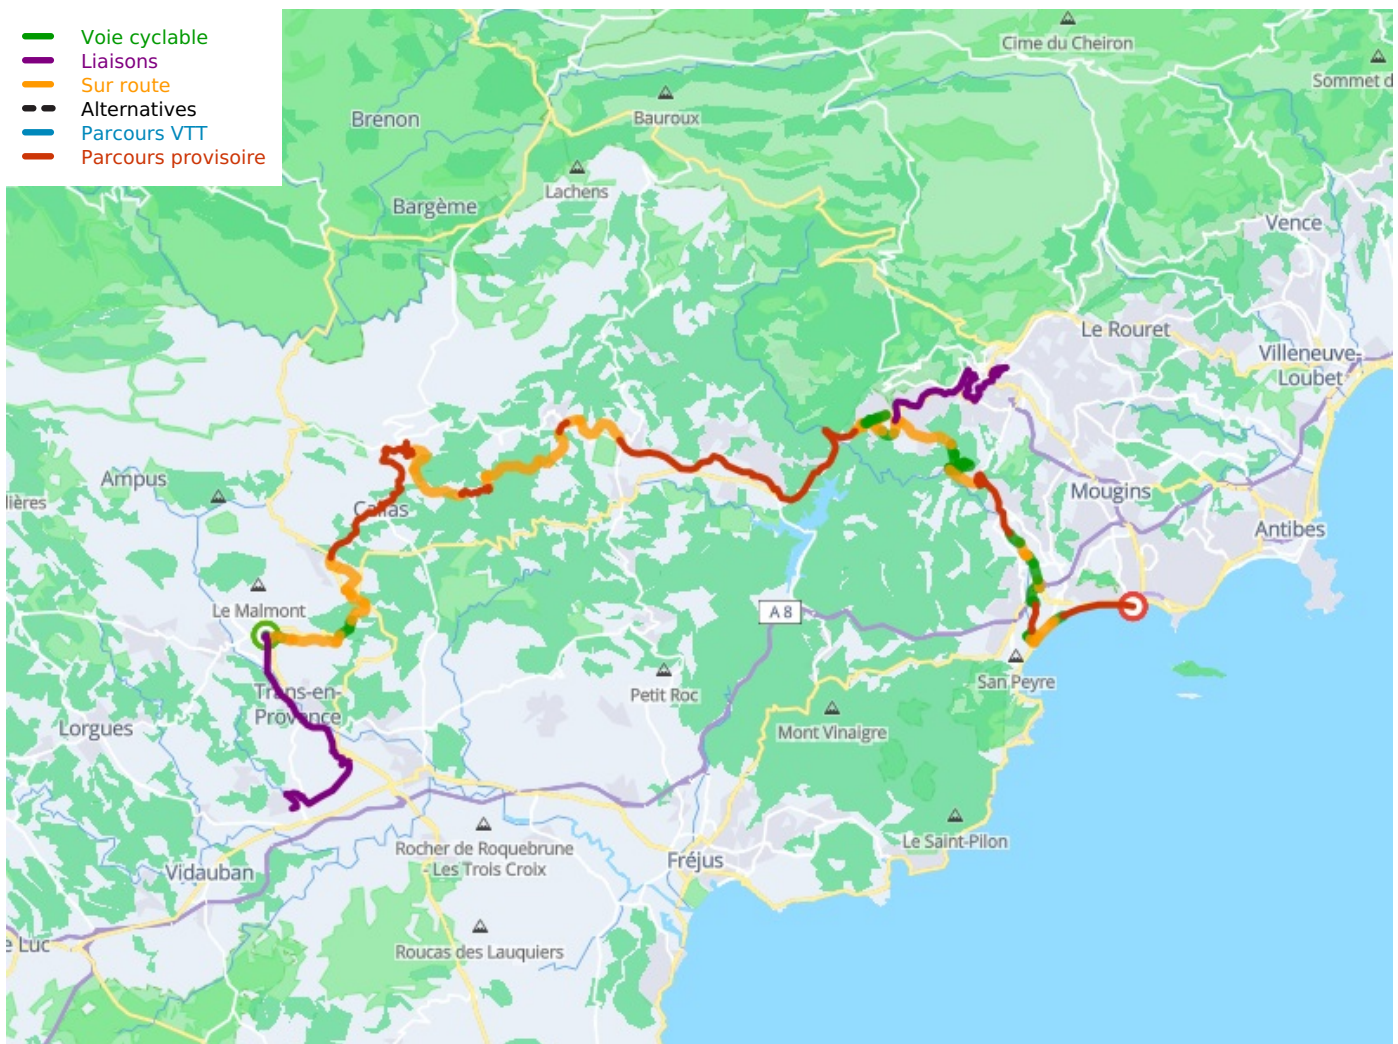 Voie cyclable
Liaisons
Sur route
Alternatives
Parcours VTT
Parcours provisoire
Cime du Cheiron
Sommet d
Bauroux
Brénon
Lachens
Bargème
Vence
Le Rouret
Villeneuve-
Loubet
Ampus
lières
Callas
Mougins
Antibes
Le Malmont
A 8
San Peyre
Trans-en-
Provence
Petit Roc
Lorgues
Mont Vinaigre
Le Saint-Pilon
Rocher de Roquebrune
- Les Trois Croix
Fréjus
Vidauban
e Luc
Roucas des Lauquiers